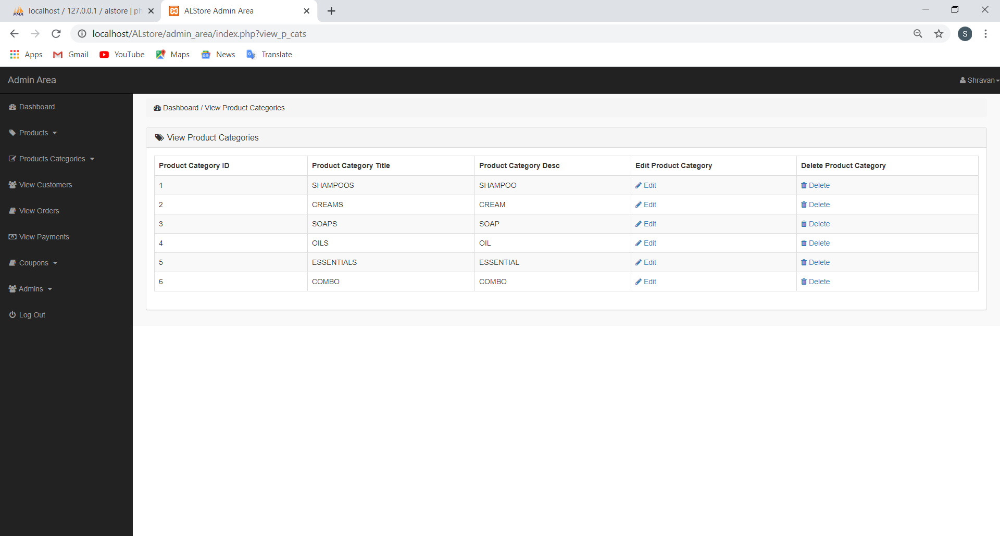 localhost / 127.0.0.1 / alstore | ph
ALStore Admin Area
localhost/ALstore/admin_area/index.php?view_p_cats
S
Apps Gmail YouTube Maps News Translate
Admin Area
Shravan
Dashboard
Products
Products Categories
View Customers
View Orders
View Payments
Coupons
Admins
Log Out
Dashboard / View Product Categories
View Product Categories
Product Category ID Product Category Title Product Category Desc Edit Product Category Delete Product Category
1 SHAMPOOS SHAMPOO Edit Delete
2 CREAMS CREAM Edit Delete
3 SOAPS SOAP Edit Delete
4 OILS OIL Edit Delete
5 ESSENTIALS ESSENTIAL Edit Delete
6 COMBO COMBO Edit Delete